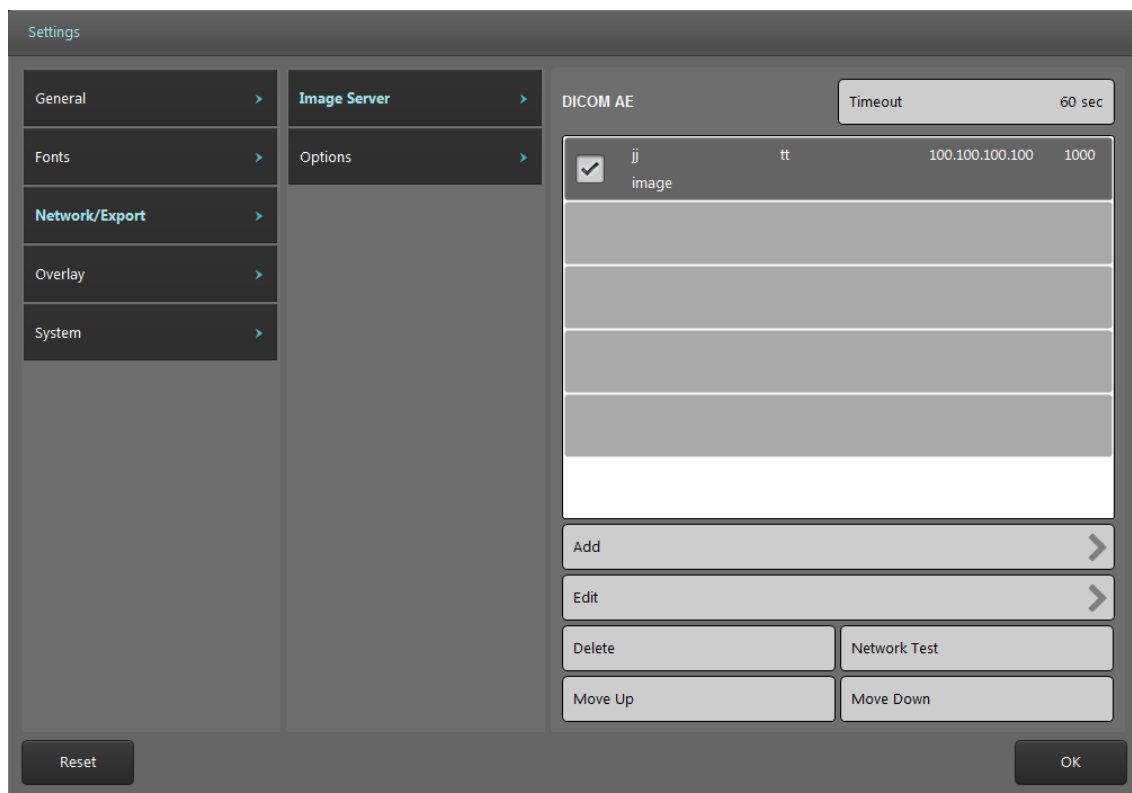 Settings
General
Fonts
Network/Export
Overlay
System
Image Server
Options
DICOM AE
Timeout 60 sec
jj tt 100.100.100.100 1000
image
Add
Edit
Delete Network Test
Move Up Move Down
Reset OK